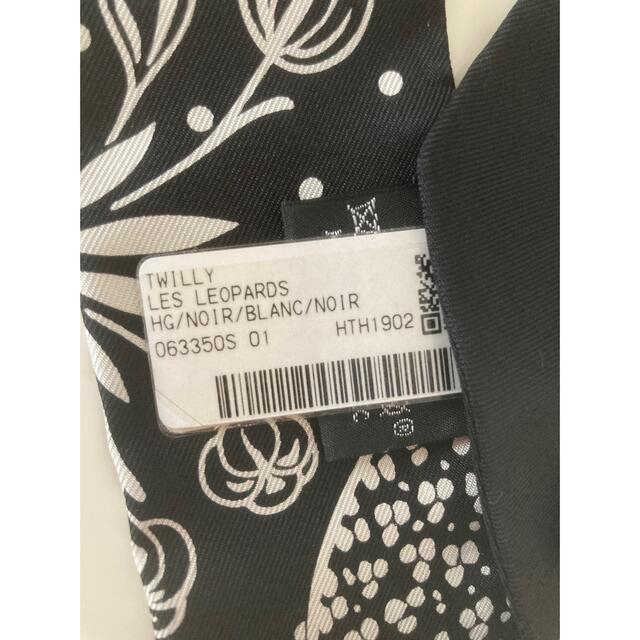 TWILLY
LES LEOPARDS
HG/NOIR/BLANC/NOIR
063350S 01 HTH1902